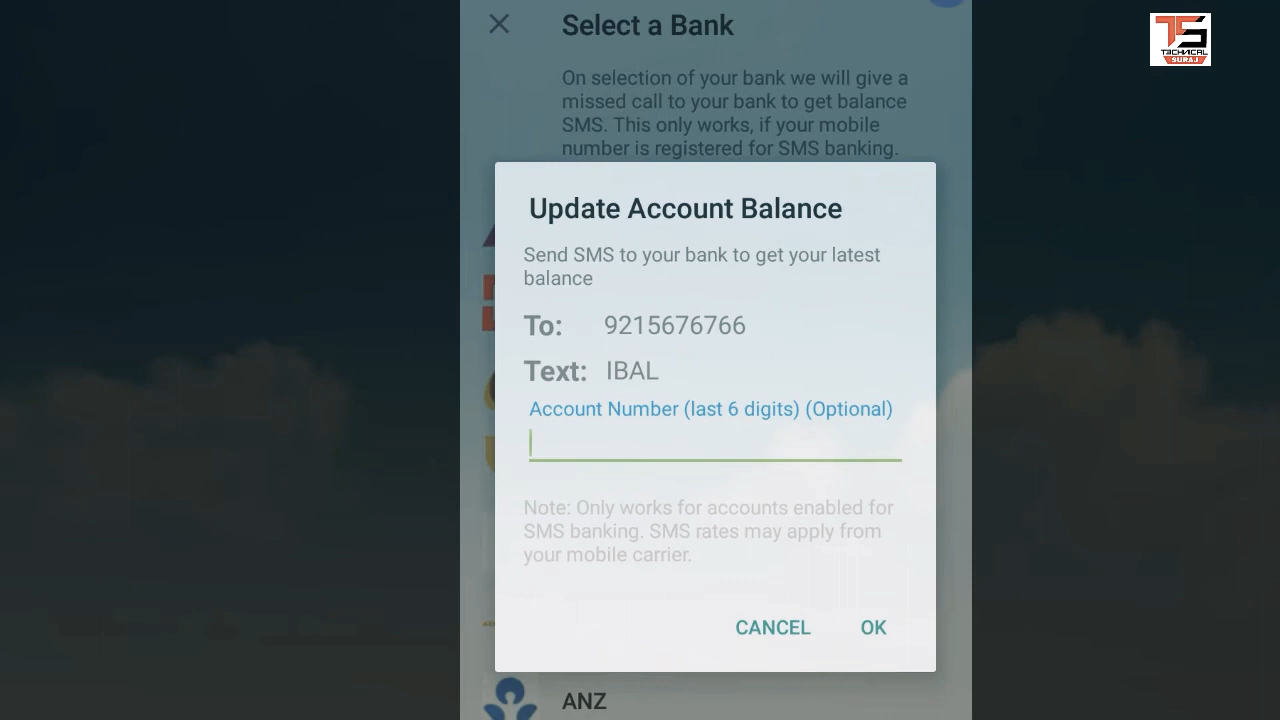 Select a Bank
On selection of your bank we will give a
missed call to your bank to get balance
SMS. This only works, if your mobile
number is registered for SMS banking.
Update Account Balance
Send SMS to your bank to get your latest
balance
To: 9215676766
Text: IBAL
Account Number (last 6 digits) (Optional)
Note: Only works for accounts enabled for
SMS banking. SMS rates may apply from
your mobile carrier.
CANCEL OK
ANZ
TS
TECHNICAL
SURAJ